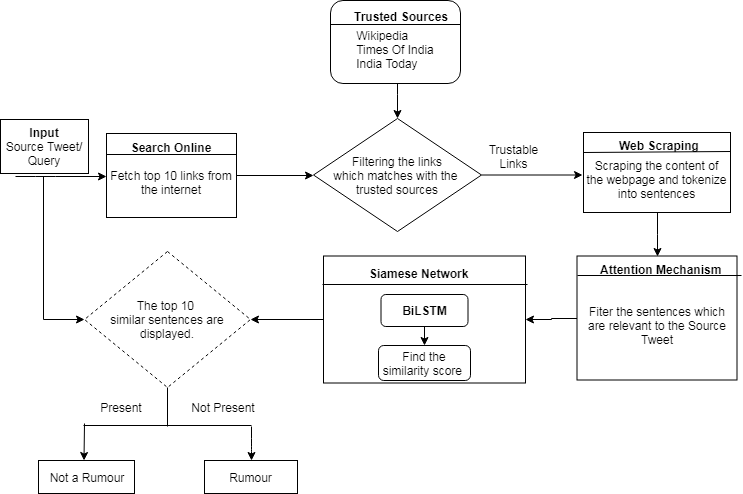 Trusted Sources
Wikipedia
Times Of India
India Today
Input
Source Tweet/
Query
Search Online
Fetch top 10 links from
the internet
Filtering the links
which matches with the
trusted sources
Trustable
Links
Web Scraping
Scraping the content of
the webpage and tokenize
into sentences
Attention Mechanism
Fiter the sentences which
are relevant to the Source
Tweet
Siamese Network
BiLSTM
Find the
similarity score
The top 10
similar sentences are
displayed.
Present
Not Present
Not a Rumour
Rumour